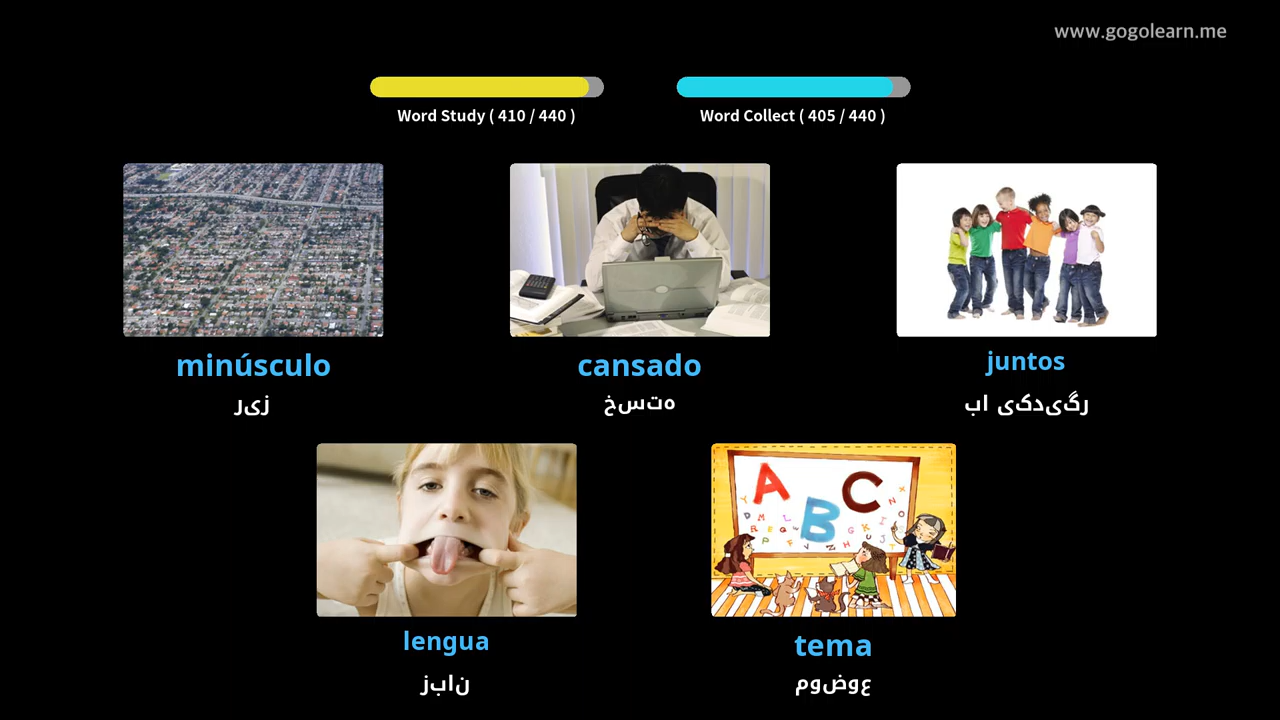 www.gogolearn.me
Word Study ( 410 / 440 )
Word Collect ( 405 / 440 )
minúsculo
ریز
cansado
خسته
juntos
با یکدیگر
lengua
زبان
A B C
tema
موضوع